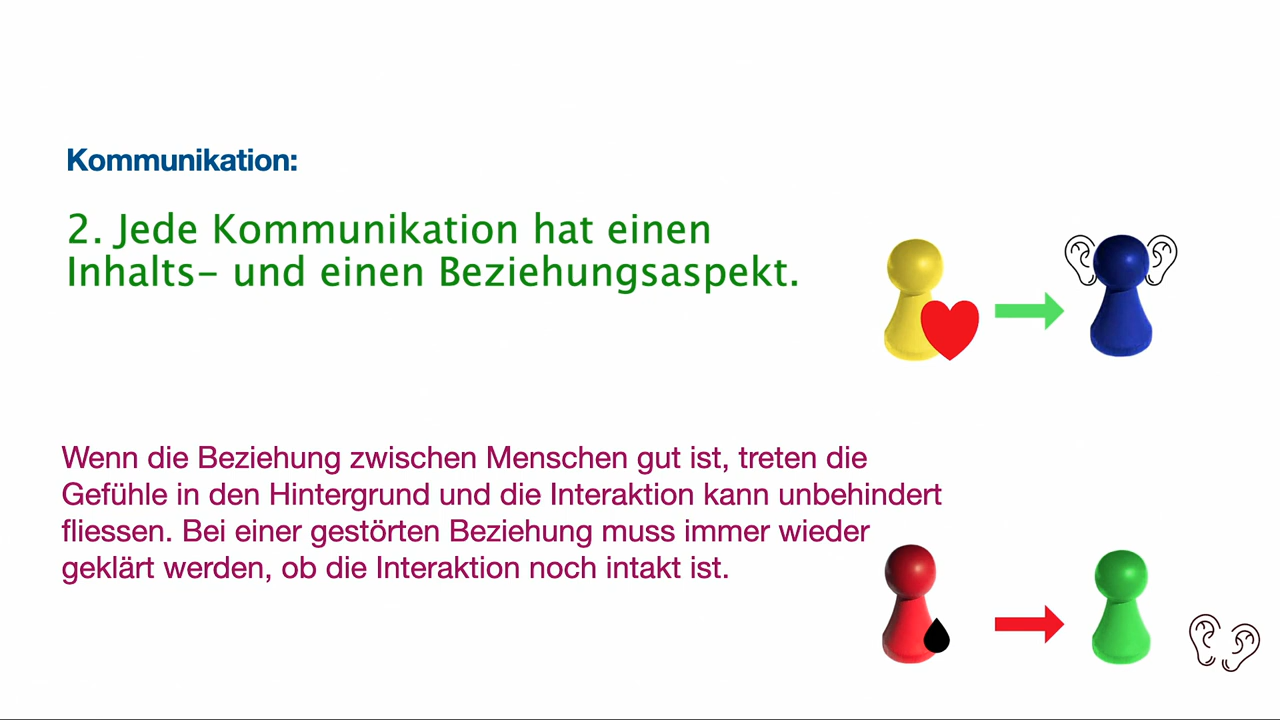 Kommunikation:
2. Jede Kommunikation hat einen
Inhalts- und einen Beziehungsaspekt.
Wenn die Beziehung zwischen Menschen gut ist, treten die
Gefühle in den Hintergrund und die Interaktion kann unbehindert
fliessen. Bei einer gestörten Beziehung muss immer wieder
geklärt werden, ob die Interaktion noch intakt ist.